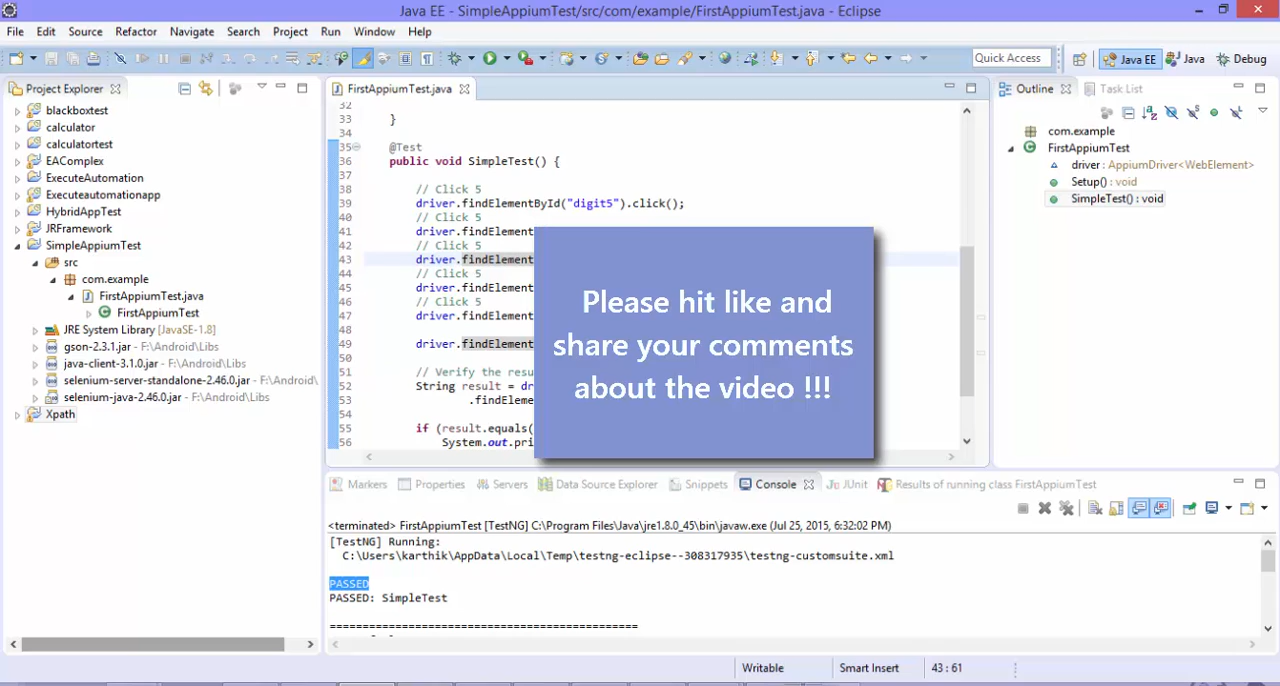 Java EE - SimpleAppiumTest/src/com/example/FirstAppiumTest.java - Eclipse
File Edit Source Refactor Navigate Search Project Run Window Help
Quick Access
Java EE Java Debug
Project Explorer
blackboxtest
calculator
calculatortest
EAComplex
ExecuteAutomation
Executeautomationapp
HybridAppTest
JRFramework
SimpleAppiumTest
src
com.example
FirstAppiumTest.java
FirstAppiumTest
JRE System Library [JavaSE-1.8]
gson-2.3.1.jar - F:\Android\Libs
java-client-3.1.0.jar - F:\Android\Libs
selenium-server-standalone-2.46.0.jar - F:\Android\
selenium-java-2.46.0.jar - F:\Android\Libs
Xpath
FirstAppiumTest.java
32
33 }
34
35 @Test
36 public void SimpleTest() {
37
38 // Click 5
39 driver.findElementById("digit5").click();
40 // Click 5
41 driver.findElement
42 // Click 5
43 driver.findElement
44 // Click 5
45 driver.findElement
46 // Click 5
47 driver.findElement
48
49 driver.findElement
50
51 // Verify the resu
52 String result = dr
53 .findEleme
54
55 if (result.equals(
56 System.out.pri
Please hit like and
share your comments
about the video !!!
Outline Task List
com.example
FirstAppiumTest
driver : AppiumDriver<WebElement>
Setup() : void
SimpleTest() : void
Markers Properties Servers Data Source Explorer Snippets Console JUnit Results of running class FirstAppiumTest
<terminated> FirstAppiumTest [TestNG] C:\Program Files\Java\jre1.8.0_45\bin\javaw.exe (Jul 25, 2015, 6:32:02 PM)
[TestNG] Running:
C:\Users\karthik\AppData\Local\Temp\testng-eclipse--308317935\testng-customsuite.xml
PASSED
PASSED: SimpleTest
===============================================
Writable Smart Insert 43 : 61